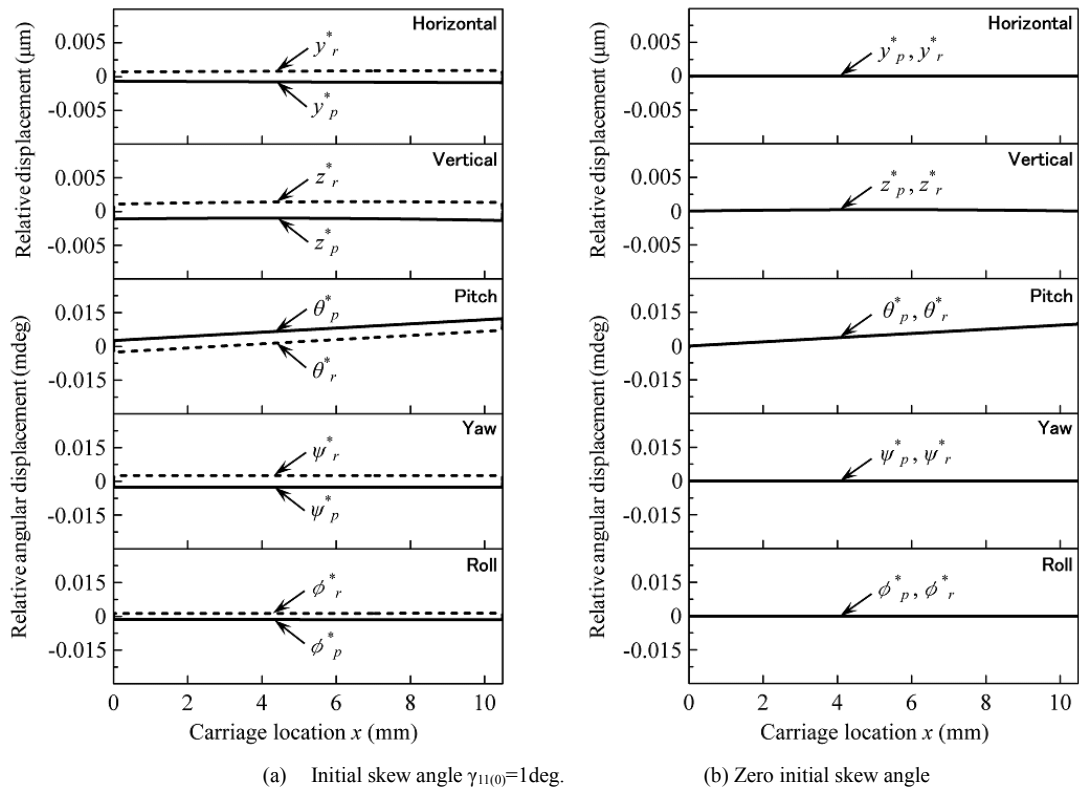 Relative displacement (μm)
Horizontal
0.005
0
-0.005
y*r
y*p
Vertical
0.005
0
-0.005
z*r
z*p
Relative angular displacement (mdeg)
Pitch
0.015
0
-0.015
θ*p
θ*r
Yaw
0.015
0
-0.015
ψ*r
ψ*p
Roll
0.015
0
-0.015
ϕ*r
ϕ*p
0 2 4 6 8 10
Carriage location x (mm)
(a) Initial skew angle γ11(0)=1deg.
Relative displacement (μm)
Horizontal
0.005
0
-0.005
y*p, y*r
Vertical
0.005
0
-0.005
z*p, z*r
Relative angular displacement (mdeg)
Pitch
0.015
0
-0.015
θ*p, θ*r
Yaw
0.015
0
-0.015
ψ*p, ψ*r
Roll
0.015
0
-0.015
ϕ*p, ϕ*r
0 2 4 6 8 10
Carriage location x (mm)
(b) Zero initial skew angle